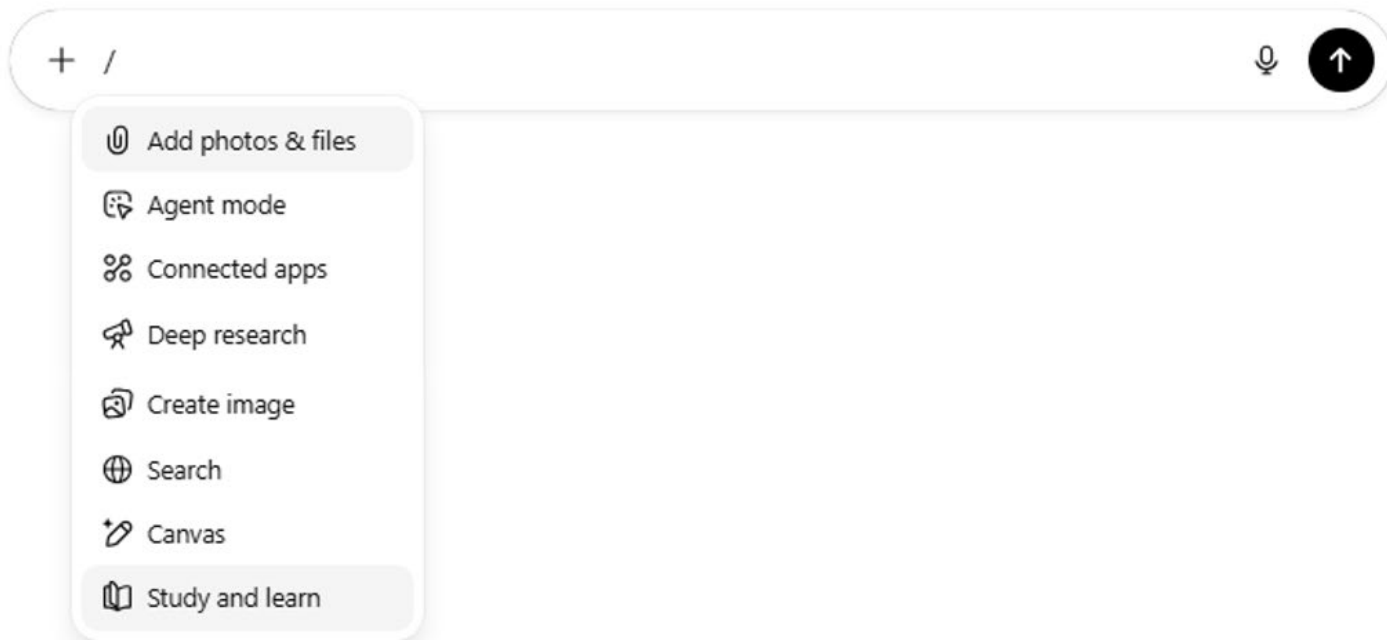 /
Add photos & files
Agent mode
Connected apps
Deep research
Create image
Search
Canvas
Study and learn